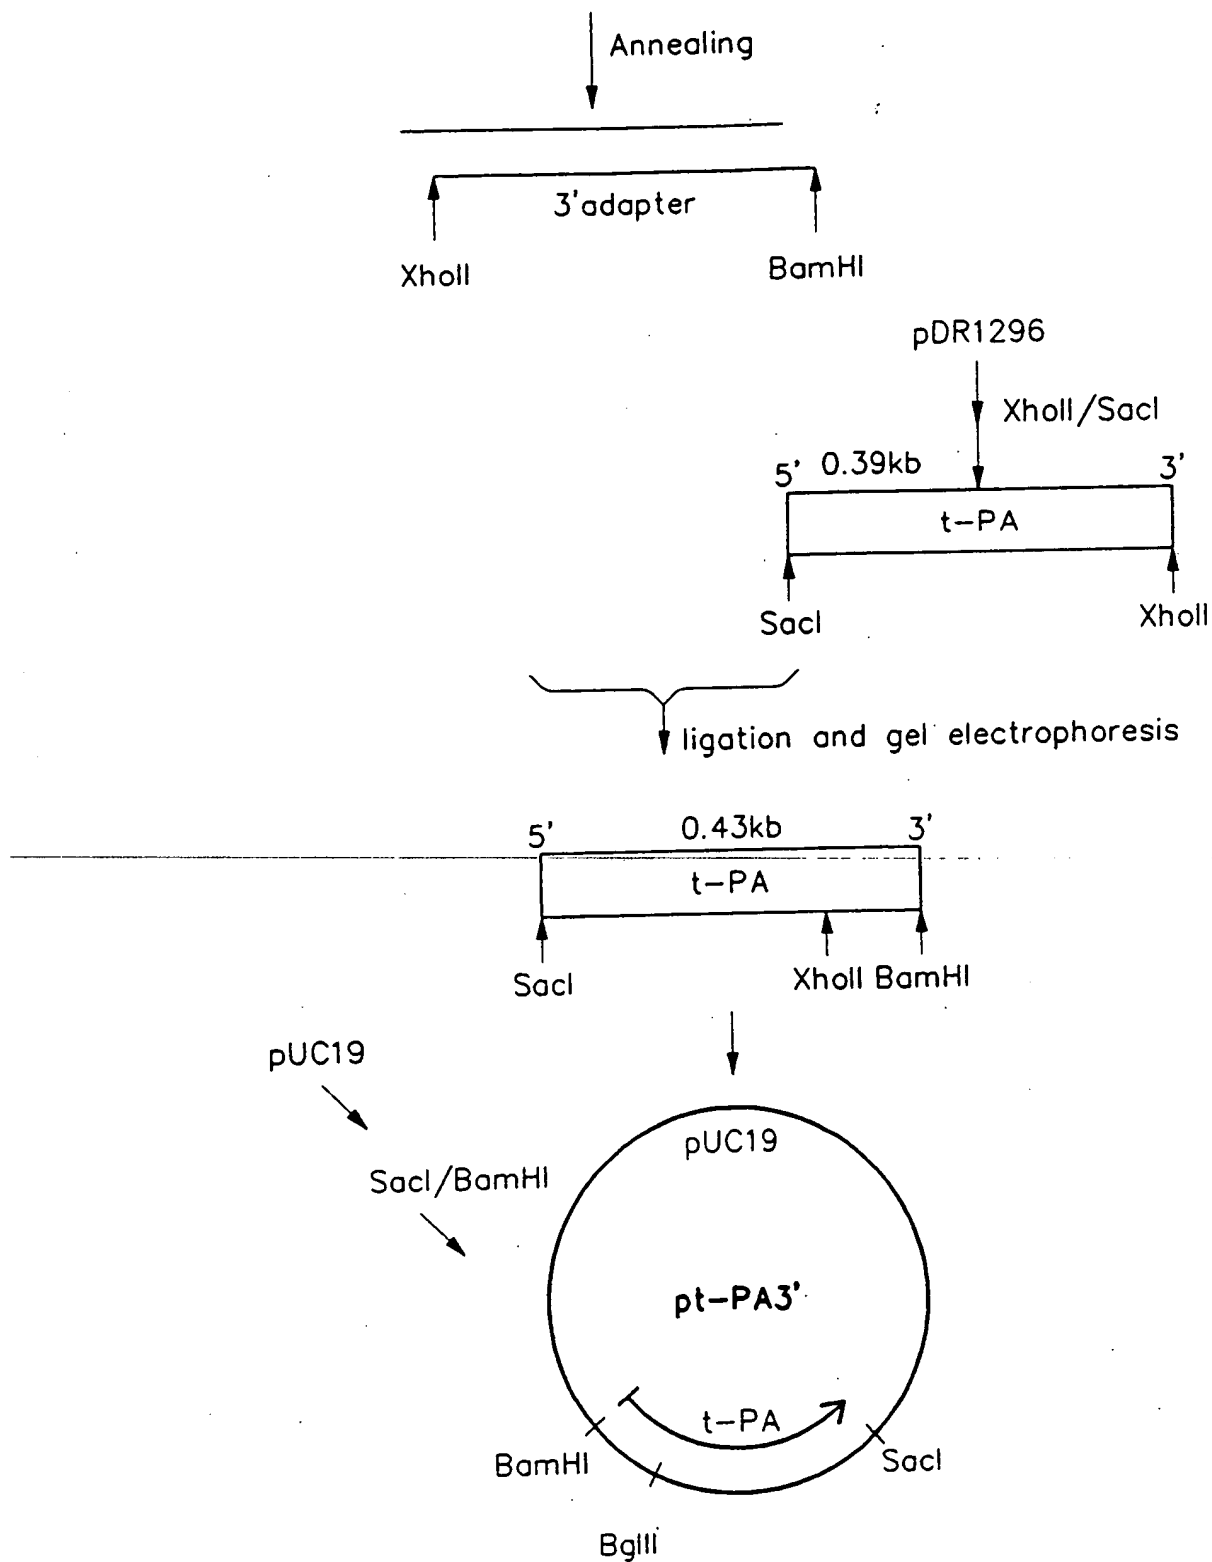 Annealing
3'adapter
XhoII BamHI
pDR1296
XhoII/SacI
5' 0.39kb 3'
t-PA
SacI XhoII
ligation and gel electrophoresis
5' 0.43kb 3'
t-PA
SacI XhoII BamHI
pUC19
pUC19
SacI/BamHI
pt-PA3'
t-PA
BamHI SacI
BglII